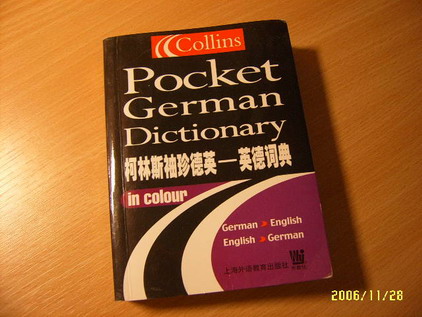 Collins
Pocket
German
Dictionary
柯林斯袖珍德英—英德词典
in colour
German > English
English > German
上海外语教育出版社
2006/11/28